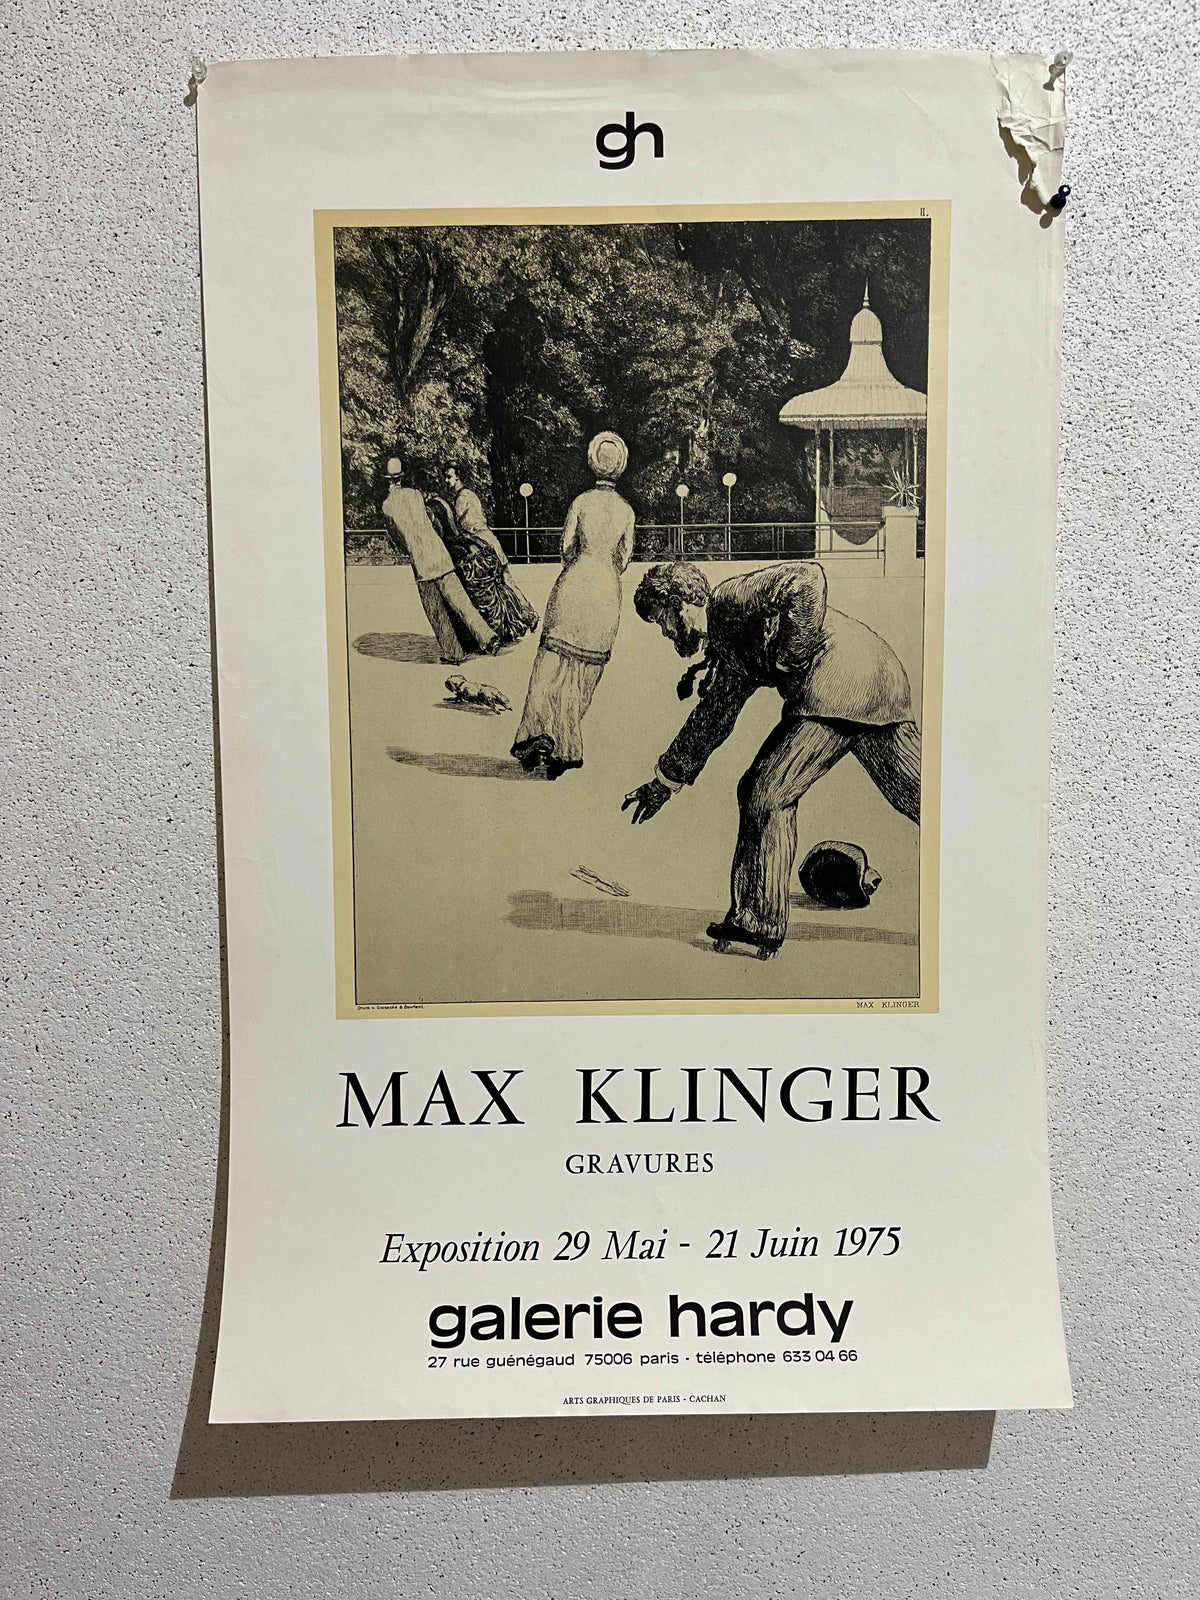 gh
II.
Druck v. Giesecke & Devrient.
MAX KLINGER
MAX KLINGER
GRAVURES
Exposition 29 Mai - 21 Juin 1975
galerie hardy
27 rue guénégaud 75006 paris · téléphone 633 04 66
ARTS GRAPHIQUES DE PARIS - CACHAN